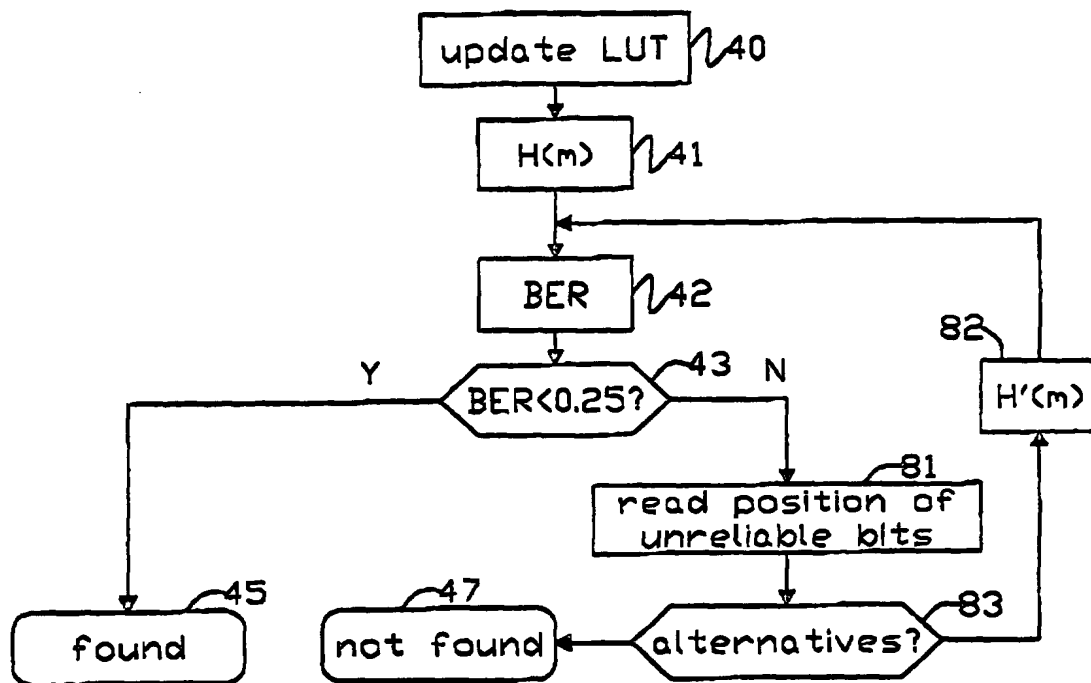 update LUT
40
H(m)
41
BER
42
82
Y
BER<0.25?
43
N
H'(m)
81
read position of
unreliable bits
45
found
47
not found
alternatives?
83